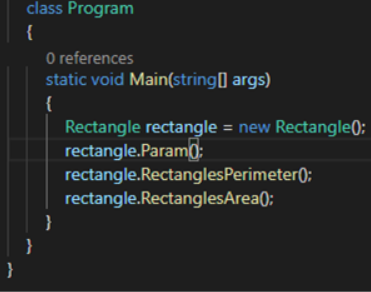 class Program
{
0 references
static void Main(string[] args)
{
Rectangle rectangle = new Rectangle();
rectangle.Param();
rectangle.RectanglesPerimeter();
rectangle.RectanglesArea();
}
}
}